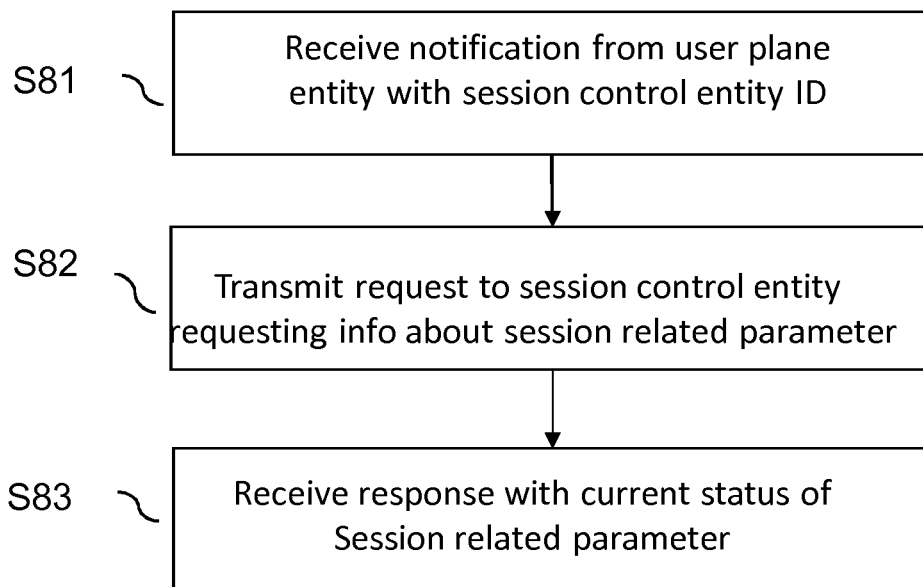 S81
Receive notification from user plane
entity with session control entity ID
S82
Transmit request to session control entity
requesting info about session related parameter
S83
Receive response with current status of
Session related parameter